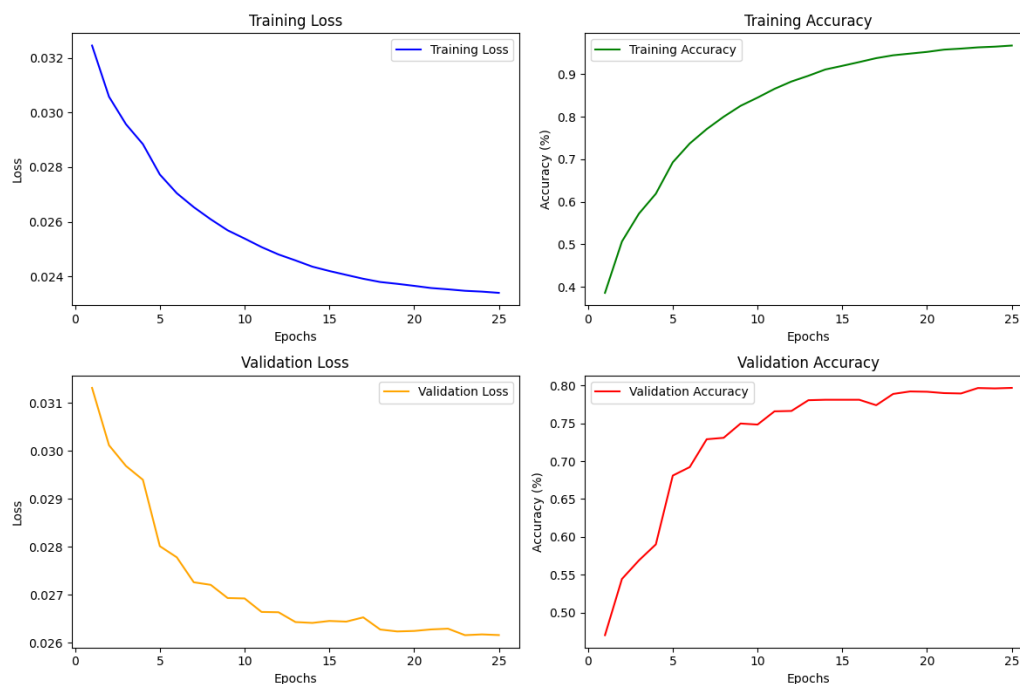 Training Loss
Training Accuracy
Loss
0.032
0.030
0.028
0.026
0.024
Training Loss
0 5 10 15 20 25
Epochs
Accuracy (%)
0.9
0.8
0.7
0.6
0.5
0.4
Training Accuracy
0 5 10 15 20 25
Epochs
Validation Loss
Validation Accuracy
Loss
0.031
0.030
0.029
0.028
0.027
0.026
Validation Loss
0 5 10 15 20 25
Epochs
Accuracy (%)
0.80
0.75
0.70
0.65
0.60
0.55
0.50
Validation Accuracy
0 5 10 15 20 25
Epochs